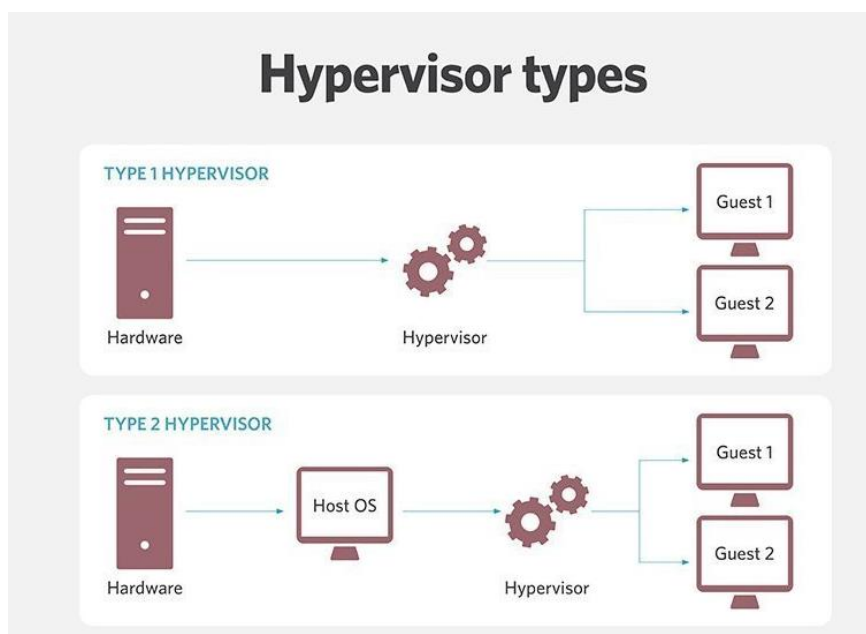 Hypervisor types
TYPE 1 HYPERVISOR
Hardware
Hypervisor
Guest 1
Guest 2
TYPE 2 HYPERVISOR
Hardware
Host OS
Hypervisor
Guest 1
Guest 2